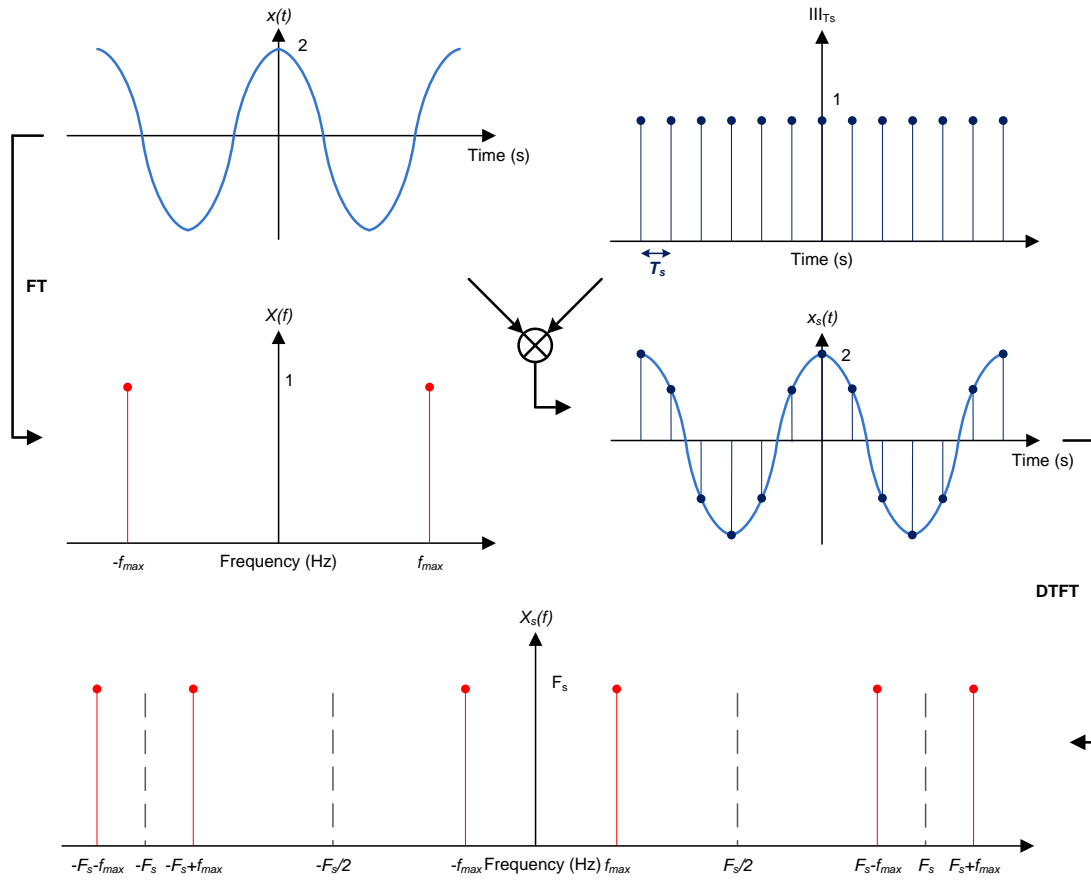 x(t)
2
Time (s)
III_Ts
1
Time (s)
T_s
FT
X(f)
1
-f_max
Frequency (Hz)
f_max
x_s(t)
2
Time (s)
DTFT
X_s(f)
F_s
-F_s-f_max
-F_s
-F_s+f_max
-F_s/2
-f_max
Frequency (Hz)
f_max
F_s/2
F_s-f_max
F_s
F_s+f_max